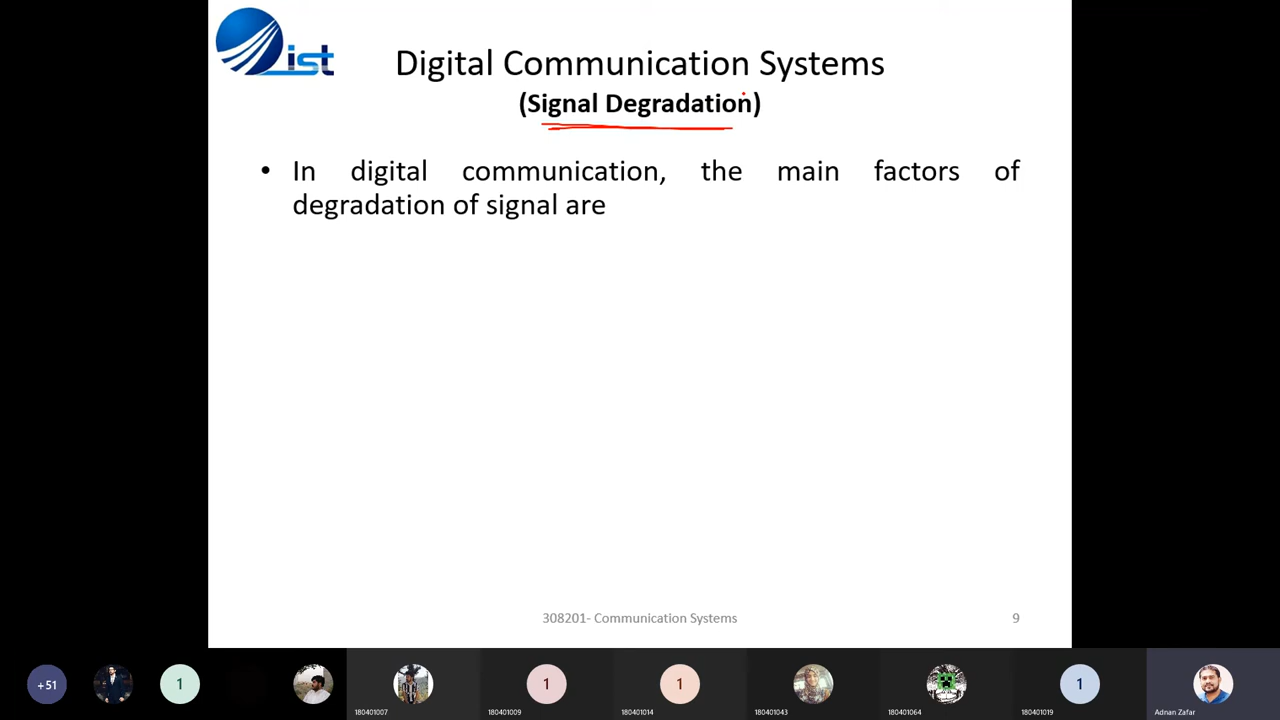 ist
Digital Communication Systems
(Signal Degradation)
• In digital communication, the main factors of
degradation of signal are
308201- Communication Systems
9
+51
1
1
1
1
180401007
180401009
180401014
180401043
180401064
180401019
Adnan Zafar